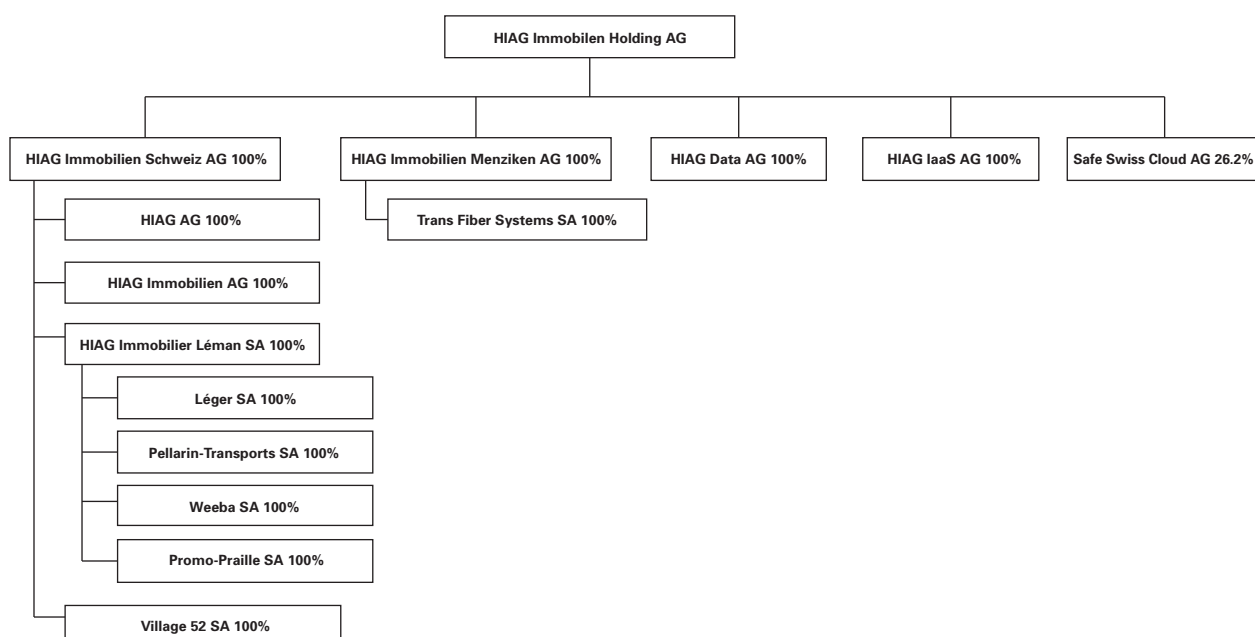 HIAG Immobilen Holding AG
HIAG Immobilien Schweiz AG 100%
HIAG Immobilien Menziken AG 100%
HIAG Data AG 100%
HIAG IaaS AG 100%
Safe Swiss Cloud AG 26.2%
HIAG AG 100%
Trans Fiber Systems SA 100%
HIAG Immobilien AG 100%
HIAG Immobilier Léman SA 100%
Léger SA 100%
Pellarin-Transports SA 100%
Weeba SA 100%
Promo-Praille SA 100%
Village 52 SA 100%